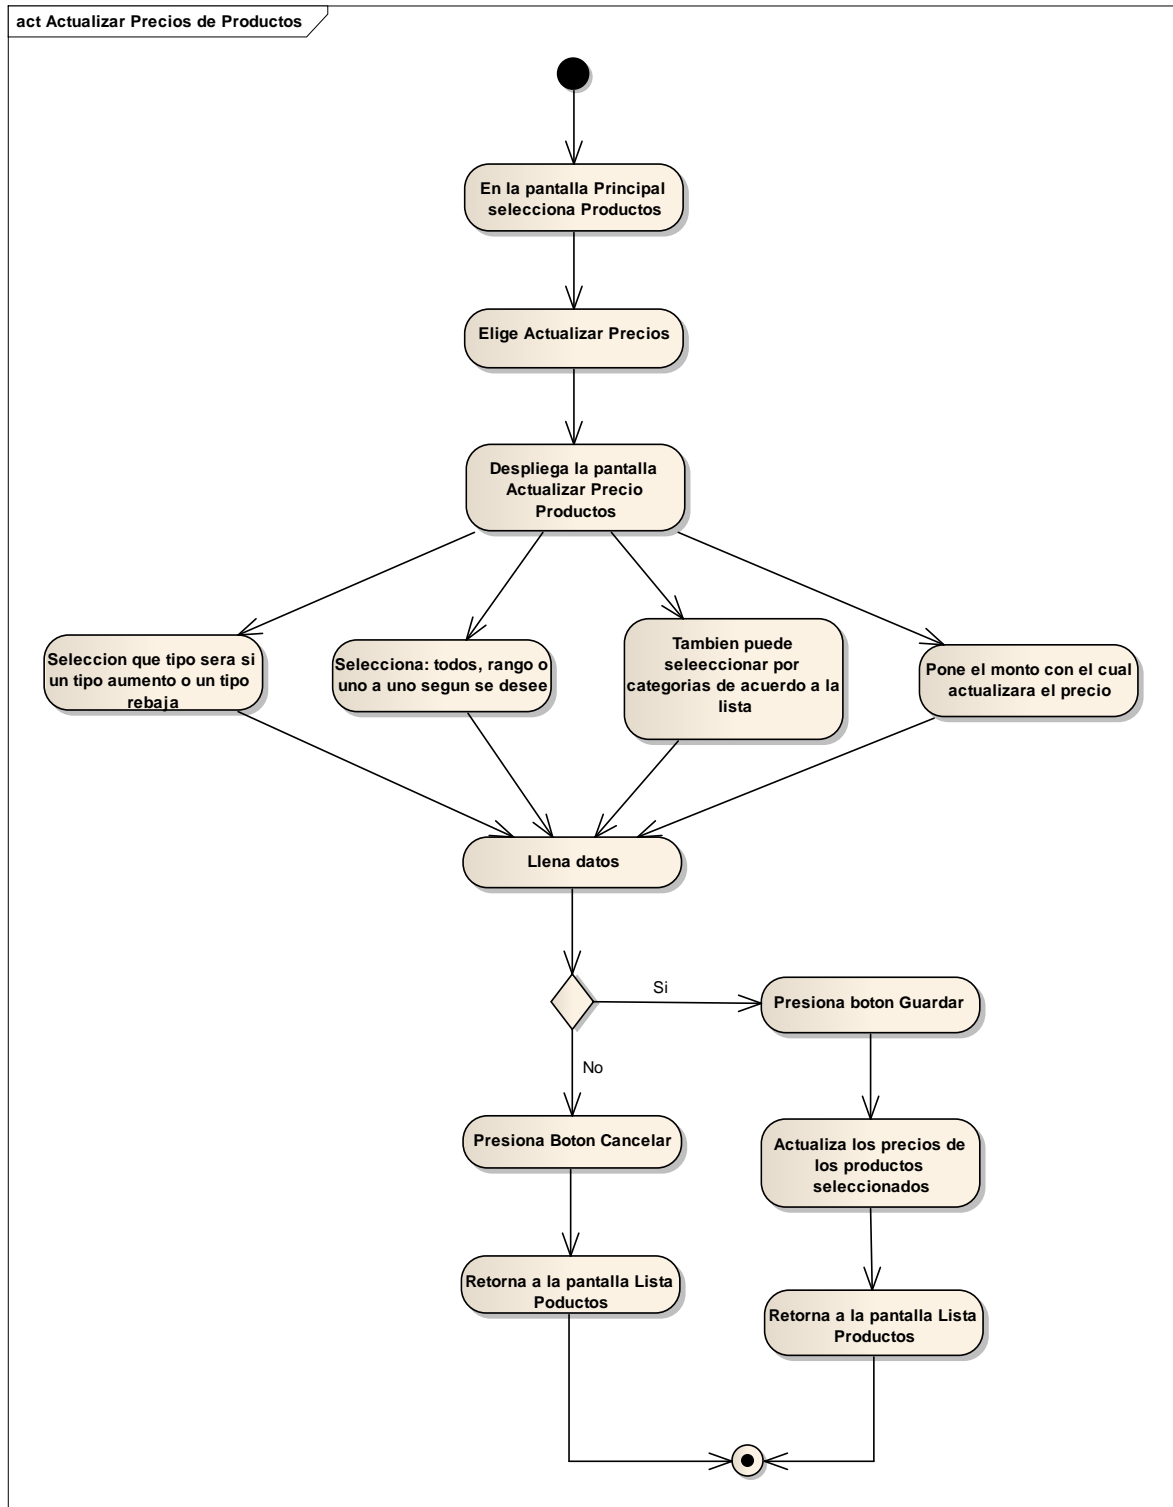 act Actualizar Precios de Productos
En la pantalla Principal
selecciona Productos
Elige Actualizar Precios
Despliega la pantalla
Actualizar Precio
Productos
Seleccion que tipo sera si
un tipo aumento o un tipo
rebaja
Selecciona: todos, rango o
uno a uno segun se desee
Tambien puede
seleeccionar por
categorias de acuerdo a la
lista
Pone el monto con el cual
actualizara el precio
Llena datos
Si
Presiona boton Guardar
No
Presiona Boton Cancelar
Actualiza los precios de
los productos
seleccionados
Retorna a la pantalla Lista
Poductos
Retorna a la pantalla Lista
Productos